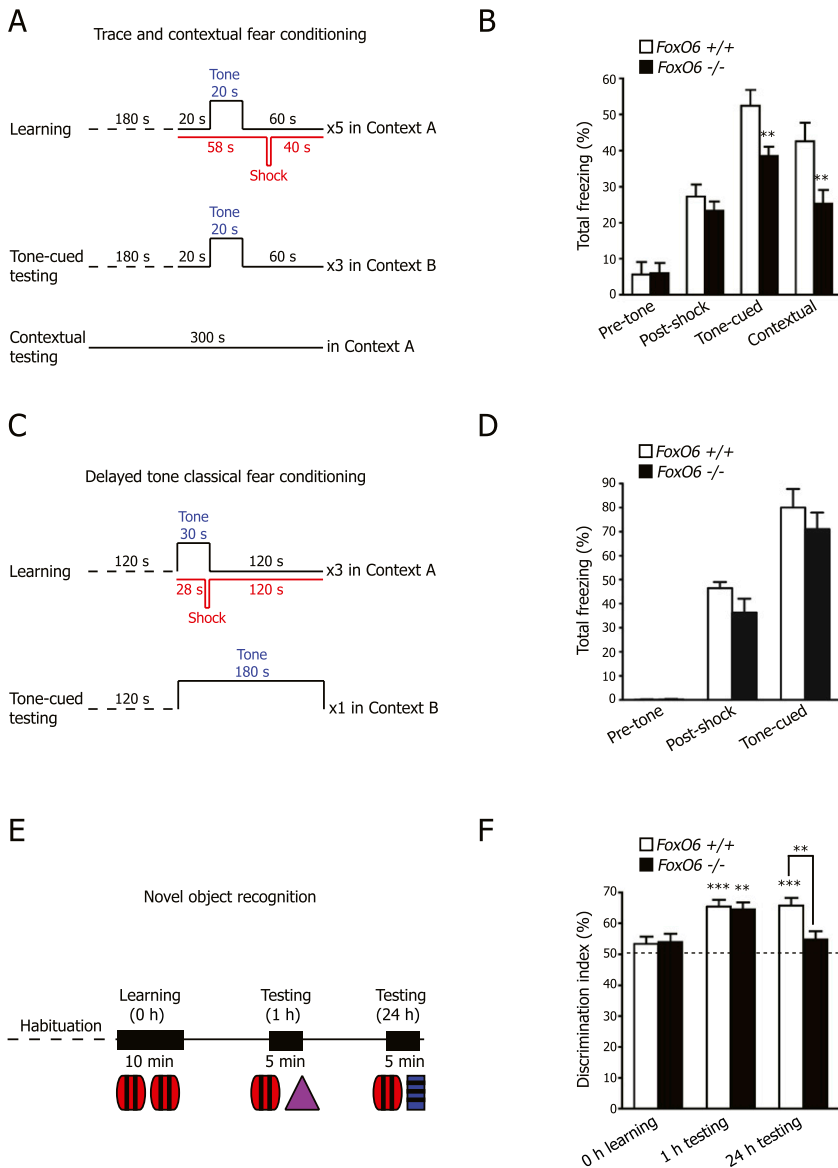 A
Trace and contextual fear conditioning
Tone
20 s
180 s
20 s
60 s
Learning
x5 in Context A
58 s
40 s
Shock
Tone
20 s
180 s
20 s
60 s
Tone-cued
testing
x3 in Context B
Contextual
testing
300 s
in Context A
B
FoxO6 +/+
FoxO6 -/-
Total freezing (%)
60
50
40
30
20
10
0
**
**
Pre-tone
Post-shock
Tone-cued
Contextual
C
Delayed tone classical fear conditioning
Tone
30 s
120 s
120 s
Learning
x3 in Context A
28 s
120 s
Shock
Tone
180 s
120 s
Tone-cued
testing
x1 in Context B
D
FoxO6 +/+
FoxO6 -/-
Total freezing (%)
90
80
70
60
50
40
30
20
10
0
Pre-tone
Post-shock
Tone-cued
E
Novel object recognition
Habituation
Learning
(0 h)
Testing
(1 h)
Testing
(24 h)
10 min
5 min
5 min
F
FoxO6 +/+
FoxO6 -/-
Discrimination index (%)
70
60
50
40
30
20
10
0
***
**
***
**
0 h learning
1 h testing
24 h testing